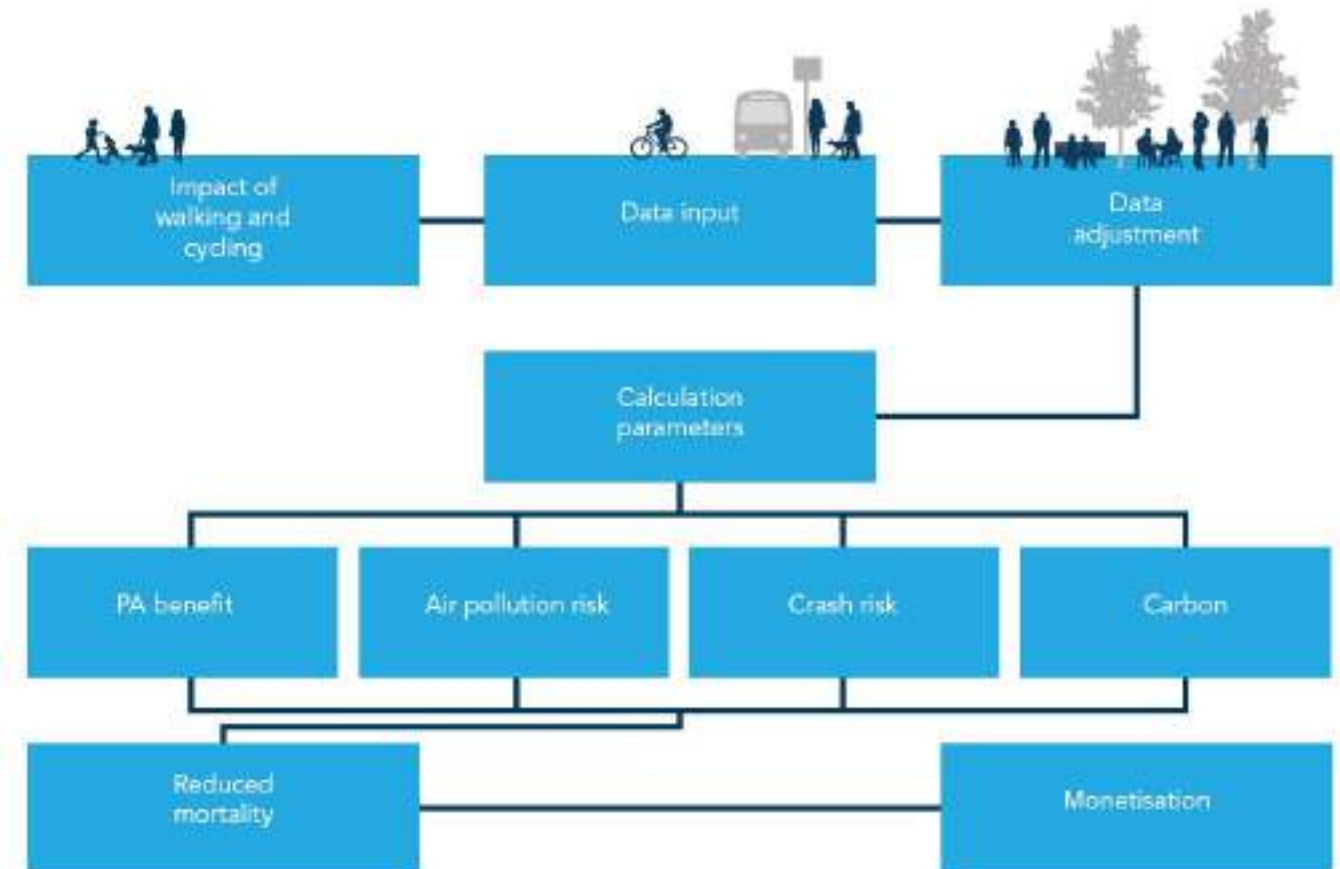 Impact of
walking and
cycling
Data input
Data
adjustment
Calculation
parameters
PA benefit
Air pollution risk
Crash risk
Carbon
Reduced
mortality
Monetisation